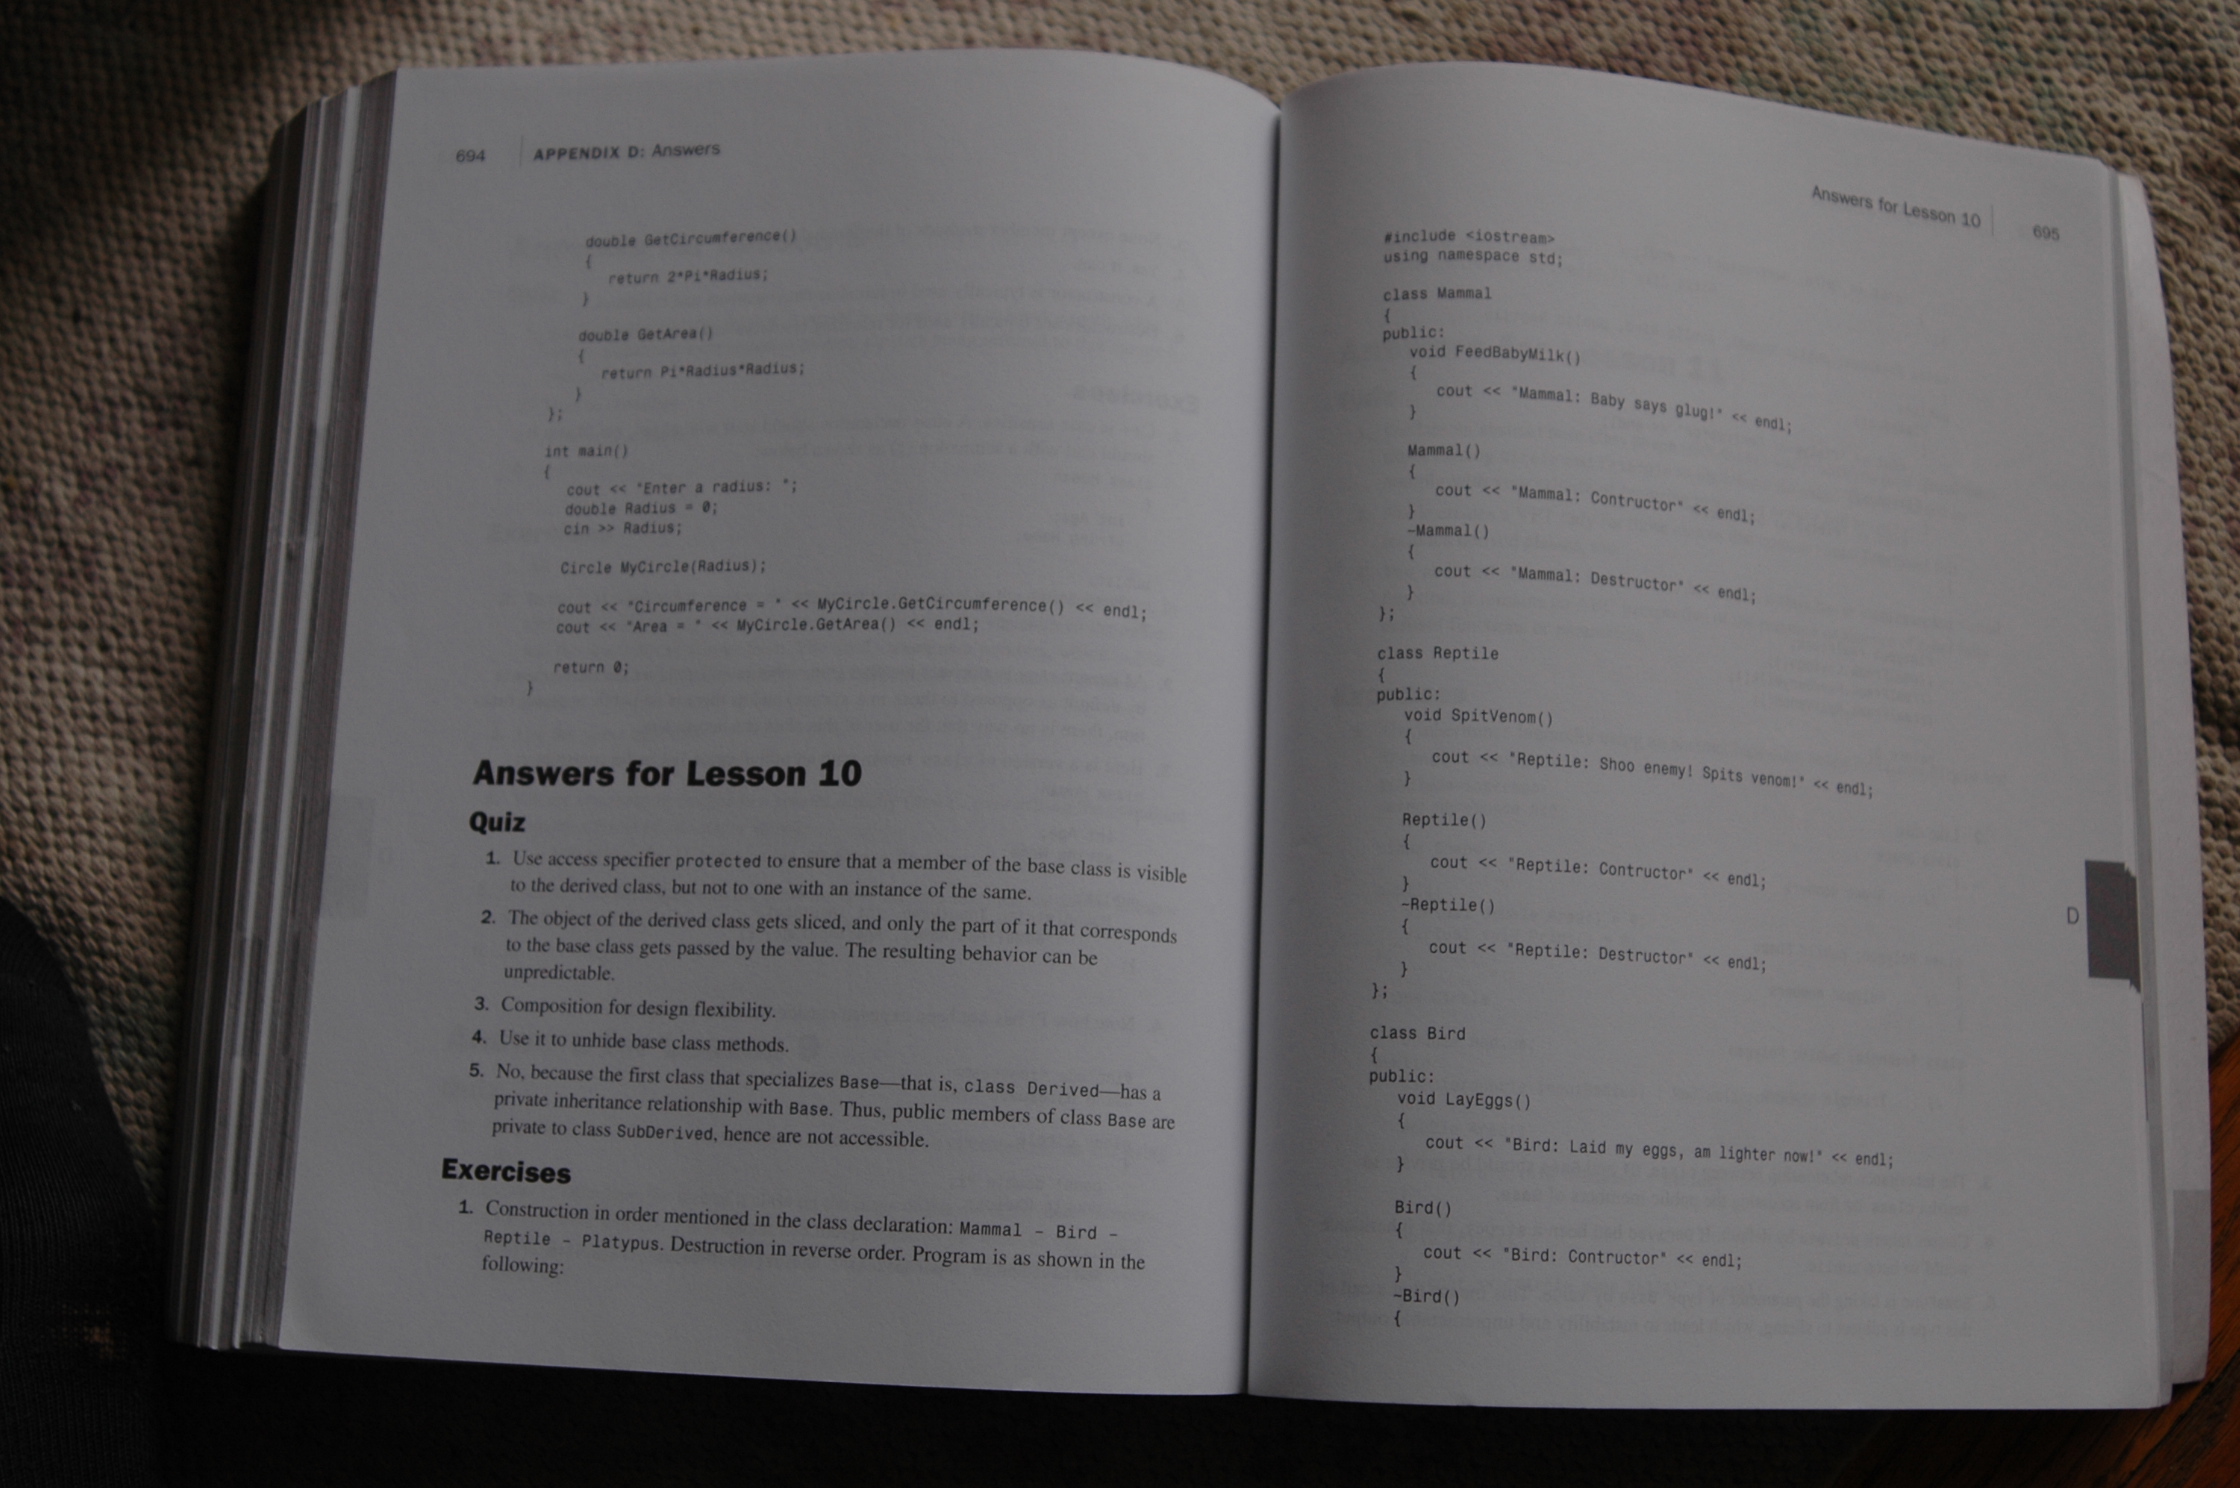 694 | APPENDIX D: Answers
double GetCircumference()
{
return 2*Pi*Radius;
}
double GetArea()
{
return Pi*Radius*Radius;
}
};
int main()
{
cout << "Enter a radius: ";
double Radius = 0;
cin >> Radius;
Circle MyCircle(Radius);
cout << "Circumference = " << MyCircle.GetCircumference() << endl;
cout << "Area = " << MyCircle.GetArea() << endl;
return 0;
}
Answers for Lesson 10
Quiz
1. Use access specifier protected to ensure that a member of the base class is visible
to the derived class, but not to one with an instance of the same.
2. The object of the derived class gets sliced, and only the part of it that corresponds
to the base class gets passed by the value. The resulting behavior can be
unpredictable.
3. Composition for design flexibility.
4. Use it to unhide base class methods.
5. No, because the first class that specializes Base—that is, class Derived—has a
private inheritance relationship with Base. Thus, public members of class Base are
private to class SubDerived, hence are not accessible.
Exercises
1. Construction in order mentioned in the class declaration: Mammal – Bird –
Reptile – Platypus. Destruction in reverse order. Program is as shown in the
following:
Answers for Lesson 10 | 695
#include <iostream>
using namespace std;
class Mammal
{
public:
void FeedBabyMilk()
{
cout << "Mammal: Baby says glug!" << endl;
}
Mammal()
{
cout << "Mammal: Contructor" << endl;
}
~Mammal()
{
cout << "Mammal: Destructor" << endl;
}
};
class Reptile
{
public:
void SpitVenom()
{
cout << "Reptile: Shoo enemy! Spits venom!" << endl;
}
Reptile()
{
cout << "Reptile: Contructor" << endl;
}
~Reptile()
{
cout << "Reptile: Destructor" << endl;
}
};
class Bird
{
public:
void LayEggs()
{
cout << "Bird: Laid my eggs, am lighter now!" << endl;
}
Bird()
{
cout << "Bird: Contructor" << endl;
}
~Bird()
{
D